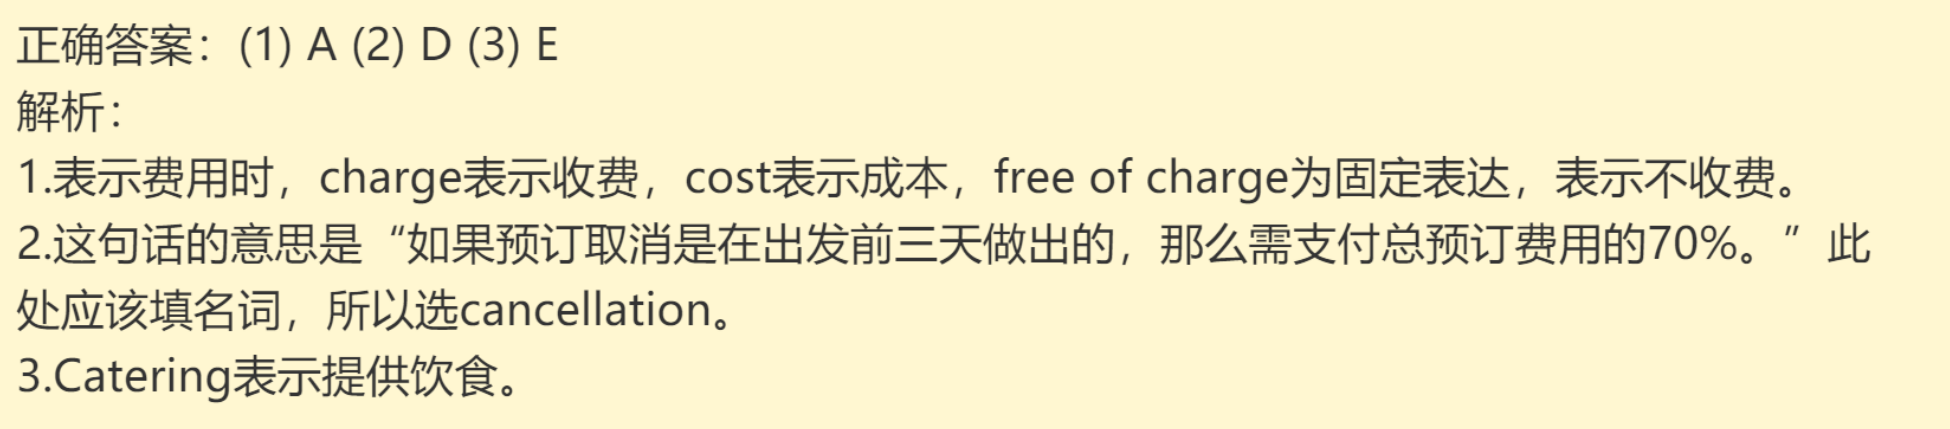 正确答案：(1) A (2) D (3) E
解析：
1.表示费用时，charge表示收费，cost表示成本，free of charge为固定表达，表示不收费。
2.这句话的意思是“如果预订取消是在出发前三天做出的，那么需支付总预订费用的70%。”此
处应该填名词，所以选cancellation。
3.Catering表示提供饮食。